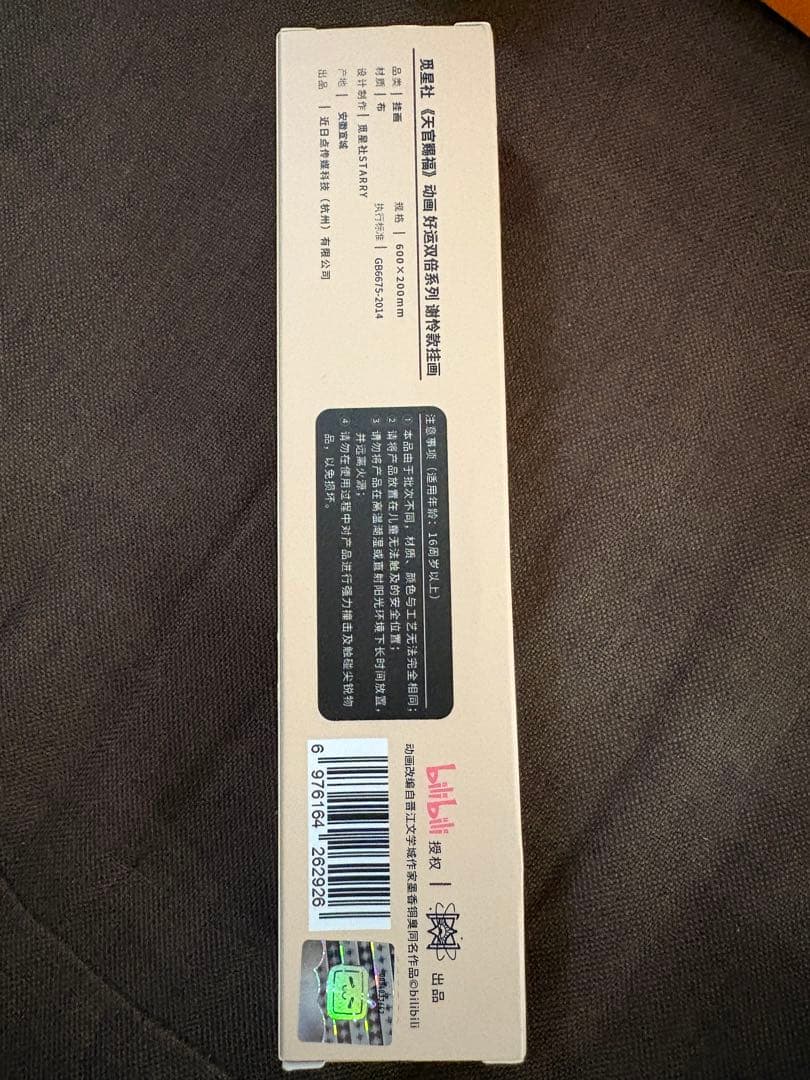 觅星社 《天官赐福》动画 好运双倍系列 谢怜款挂画
品类 | 挂画
规格 | 600×200mm
材质 | 布
执行标准 | GB6675-2014
设计制作 | 觅星社STARRY
产地 | 安徽宣城
出品 | 近日点传媒科技(杭州)有限公司
注意事项(适用年龄:16周岁以上)
① 本品由于批次不同,材质、颜色与工艺无法完全相同;
② 请将产品放置在儿童无法触及的安全位置;
③ 请勿将产品在高温潮湿或直射阳光环境下长时间放置,
并远离火源;
④ 请勿在使用过程中对产品进行强力撞击及触碰尖锐物
品,以免损坏。
bilibili 授权 | 出品
动画改编自晋江文学城作家墨香铜臭同名作品©bilibili
6 976164 262926